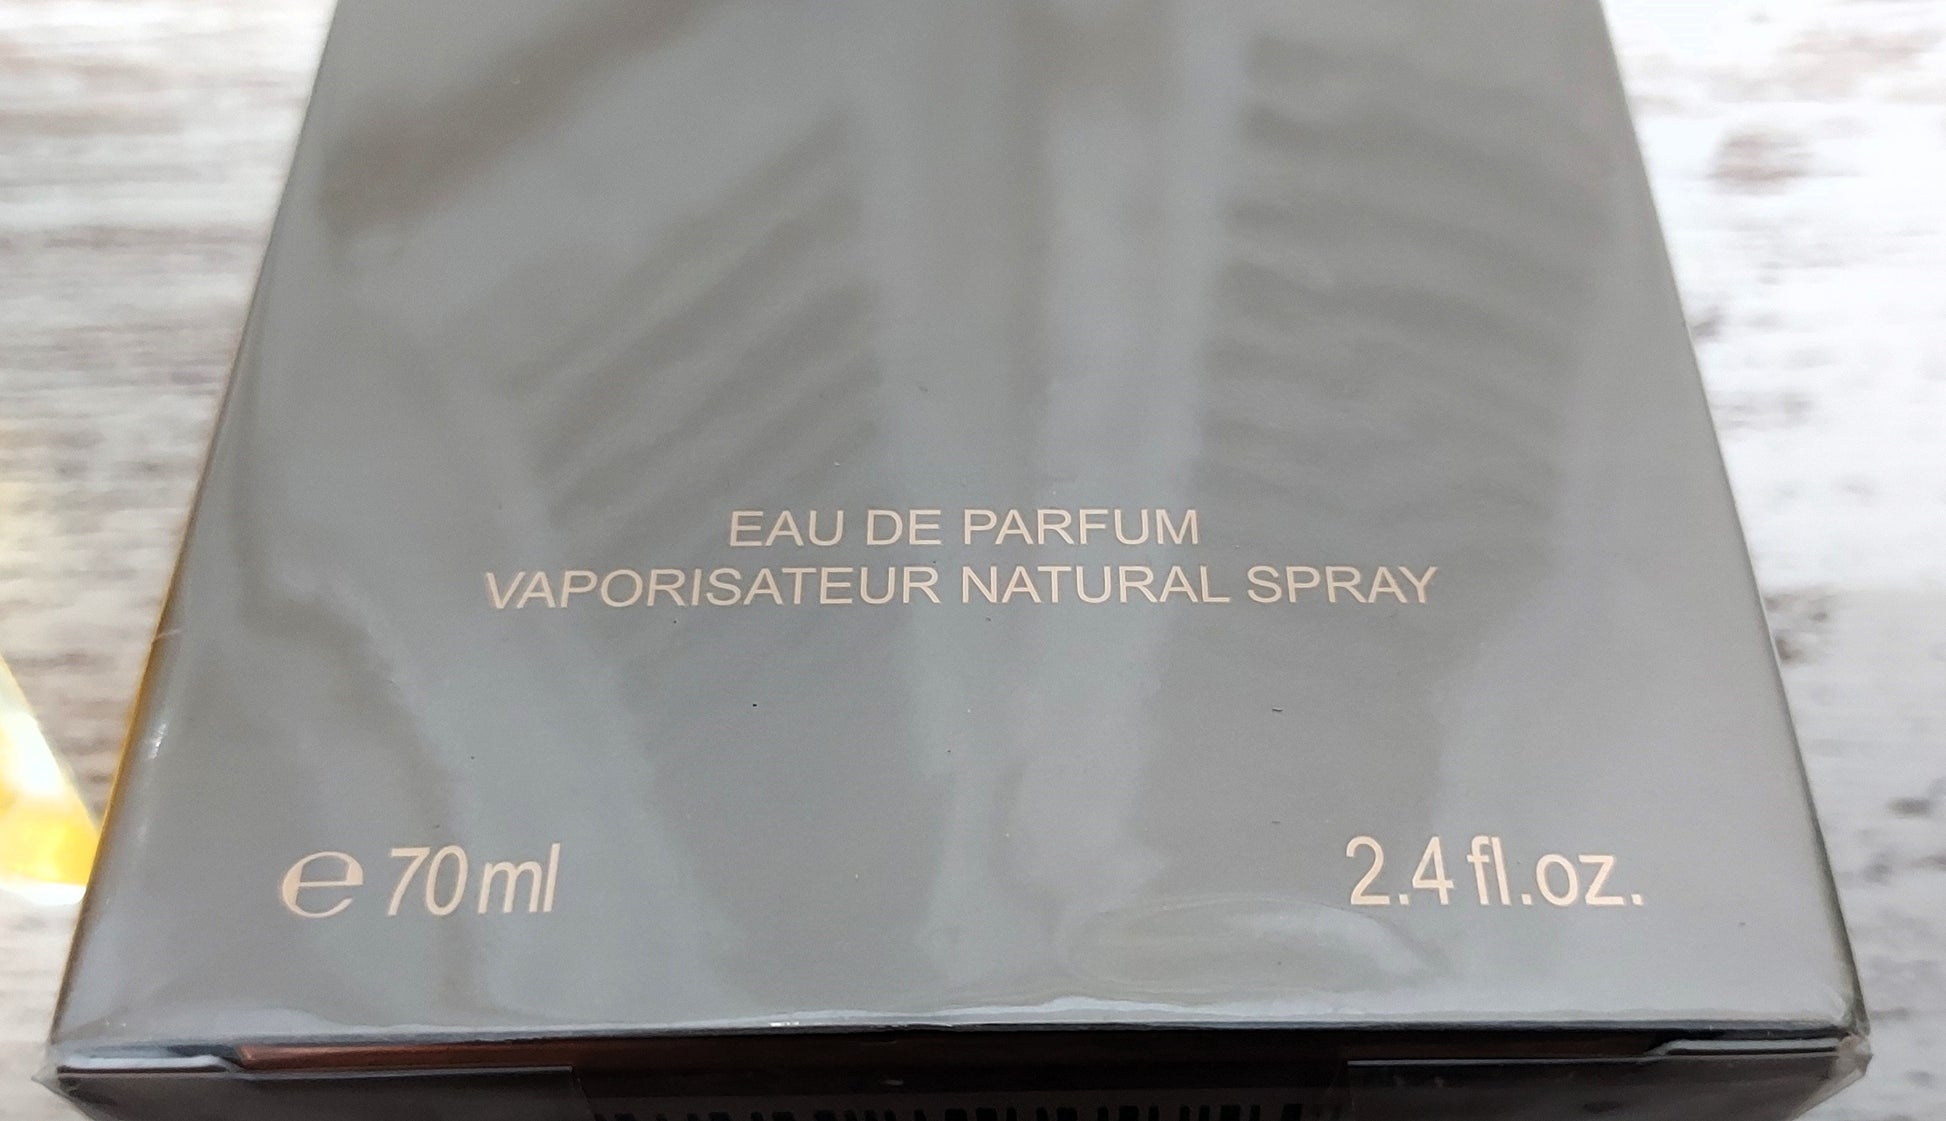 EAU DE PARFUM
VAPORISATEUR NATURAL SPRAY
℮ 70 ml 2.4 fl.oz.